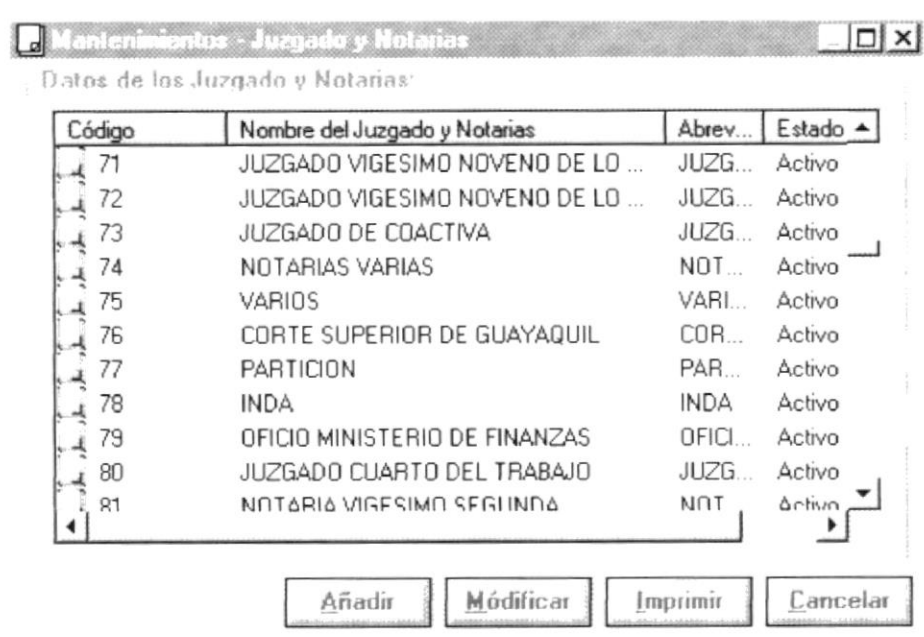 Mantenimientos - Juzgado y Notarias
Datos de los Juzgado y Notarias:
Código Nombre del Juzgado y Notarias Abrev... Estado
71 JUZGADO VIGESIMO NOVENO DE LO ... JUZG... Activo
72 JUZGADO VIGESIMO NOVENO DE LO ... JUZG... Activo
73 JUZGADO DE COACTIVA JUZG... Activo
74 NOTARIAS VARIAS NOT... Activo
75 VARIOS VARI... Activo
76 CORTE SUPERIOR DE GUAYAQUIL COR... Activo
77 PARTICION PAR... Activo
78 INDA INDA Activo
79 OFICIO MINISTERIO DE FINANZAS OFICI... Activo
80 JUZGADO CUARTO DEL TRABAJO JUZG... Activo
81 NOTARIA VIGESIMO SEGUNDA NOT Activo
Añadir Módificar Imprimir Cancelar